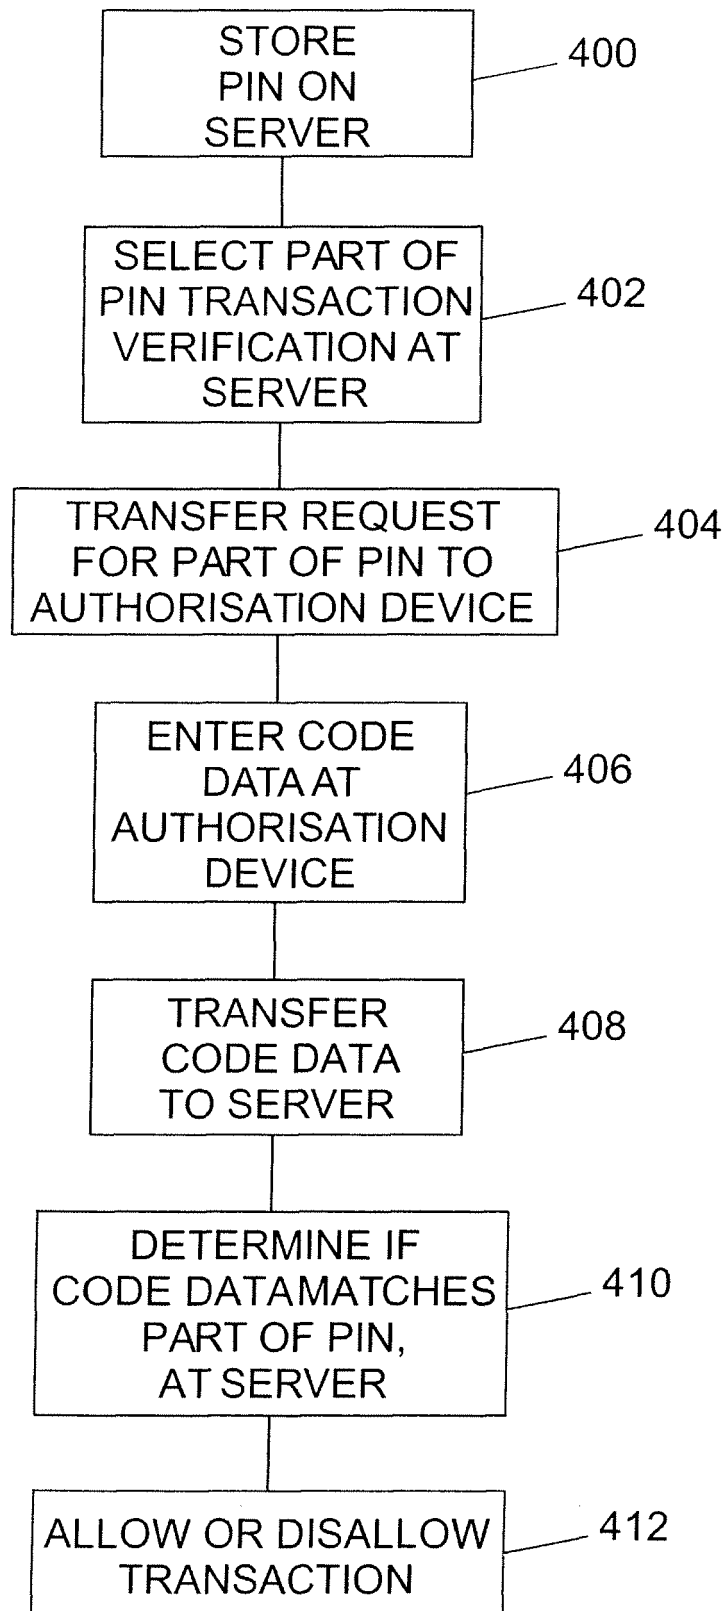 STORE
PIN ON
SERVER
400
SELECT PART OF
PIN TRANSACTION
VERIFICATION AT
SERVER
402
TRANSFER REQUEST
FOR PART OF PIN TO
AUTHORISATION DEVICE
404
ENTER CODE
DATA AT
AUTHORISATION
DEVICE
406
TRANSFER
CODE DATA
TO SERVER
408
DETERMINE IF
CODE DATA MATCHES
PART OF PIN,
AT SERVER
410
ALLOW OR DISALLOW
TRANSACTION
412